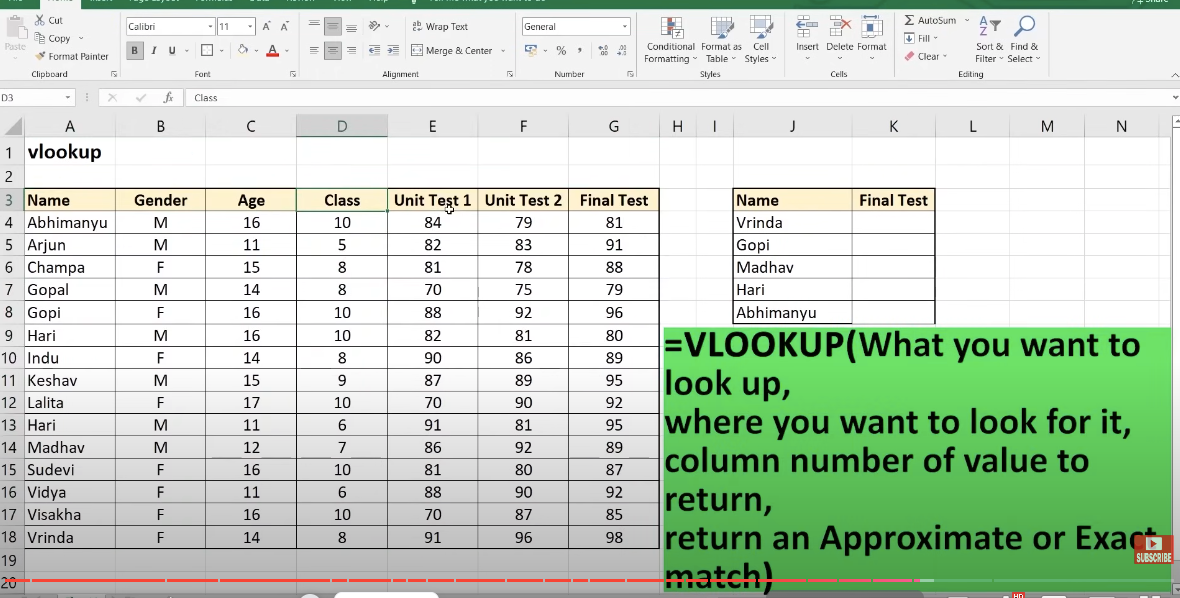 Home
Share
Cut
Calibri
11
Wrap Text
General
AutoSum
Paste
Copy
Fill
Format Painter
B I U
Merge & Center
Conditional Formatting
Format as Table
Cell Styles
Insert
Delete
Format
Clear
Sort & Filter
Find & Select
Clipboard
Font
Alignment
Number
Styles
Cells
Editing
D3
fx
Class
A B C D E F G H I J K L M N
1 vlookup
2
3 Name Gender Age Class Unit Test 1 Unit Test 2 Final Test Name Final Test
4 Abhimanyu M 16 10 84 79 81 Vrinda
5 Arjun M 11 5 82 83 91 Gopi
6 Champa F 15 8 81 78 88 Madhav
7 Gopal M 14 8 70 75 79 Hari
8 Gopi F 16 10 88 92 96 Abhimanyu
9 Hari M 16 10 82 81 80
10 Indu F 14 8 90 86 89
11 Keshav M 15 9 87 89 95
12 Lalita F 17 10 70 90 92
13 Hari M 11 6 91 81 95
14 Madhav M 12 7 86 92 89
15 Sudevi F 16 10 81 80 87
16 Vidya F 11 6 88 90 92
17 Visakha F 16 10 70 87 85
18 Vrinda F 14 8 91 96 98
19
20
=VLOOKUP(What you want to
look up,
where you want to look for it,
column number of value to
return,
return an Approximate or Exact
match)
SUBSCRIBE
HD